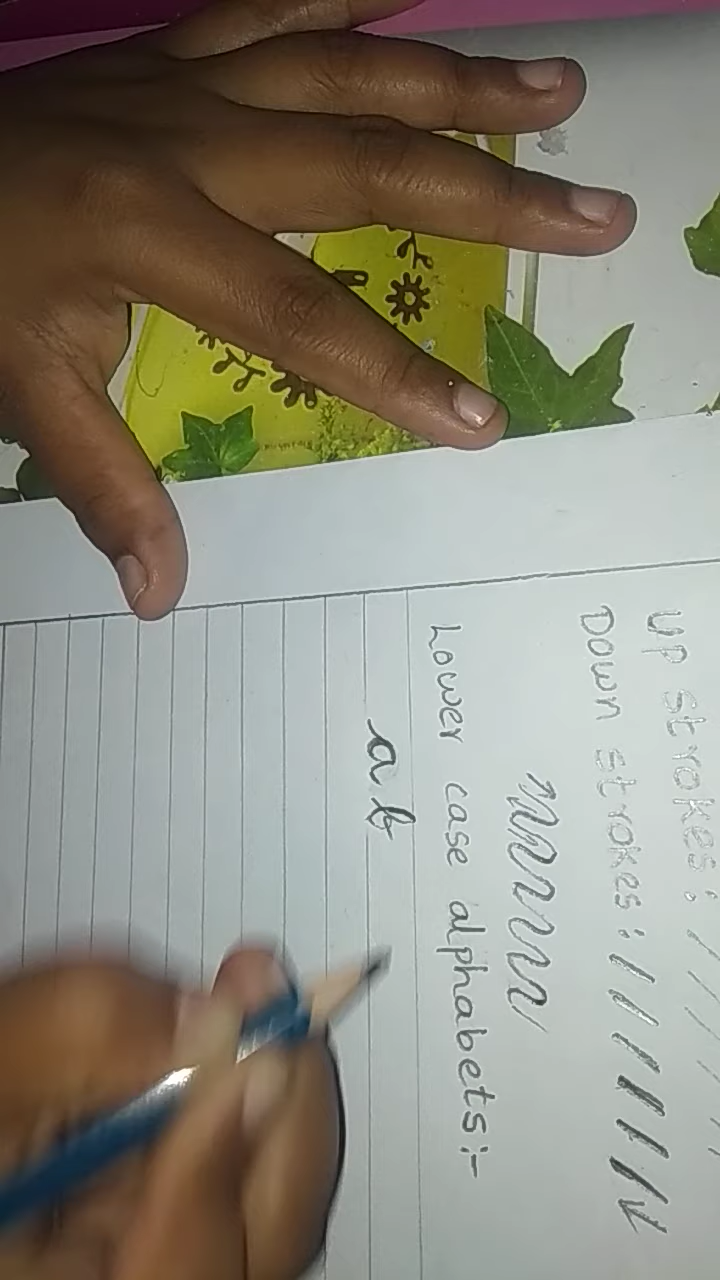 UP strokes: / / / / / /
Down strokes: / / / / / / /
Lower case alphabets:-
a b